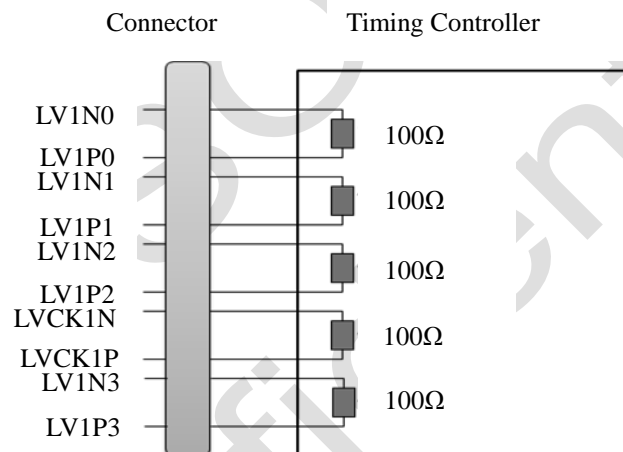 Connector Timing Controller
LV1N0
100Ω
LV1P0
LV1N1
100Ω
LV1P1
LV1N2
100Ω
LV1P2
LVCK1N
100Ω
LVCK1P
LV1N3
100Ω
LV1P3